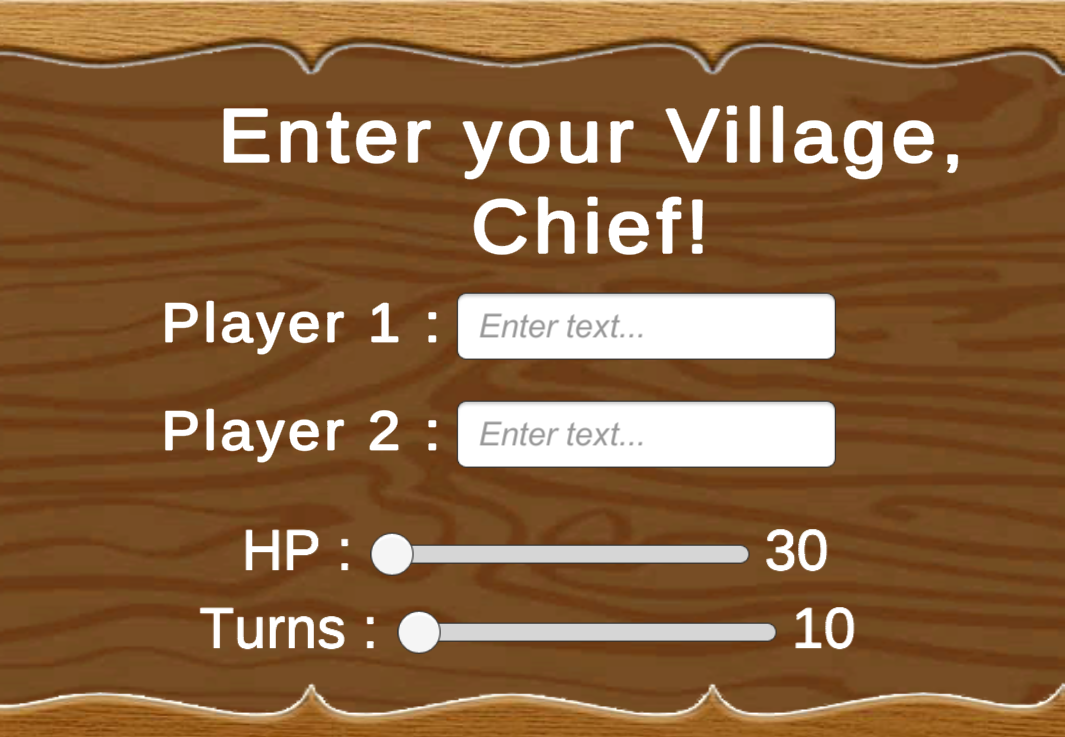 Enter your Village,
Chief!
Player 1 : Enter text...
Player 2 : Enter text...
HP : 30
Turns : 10